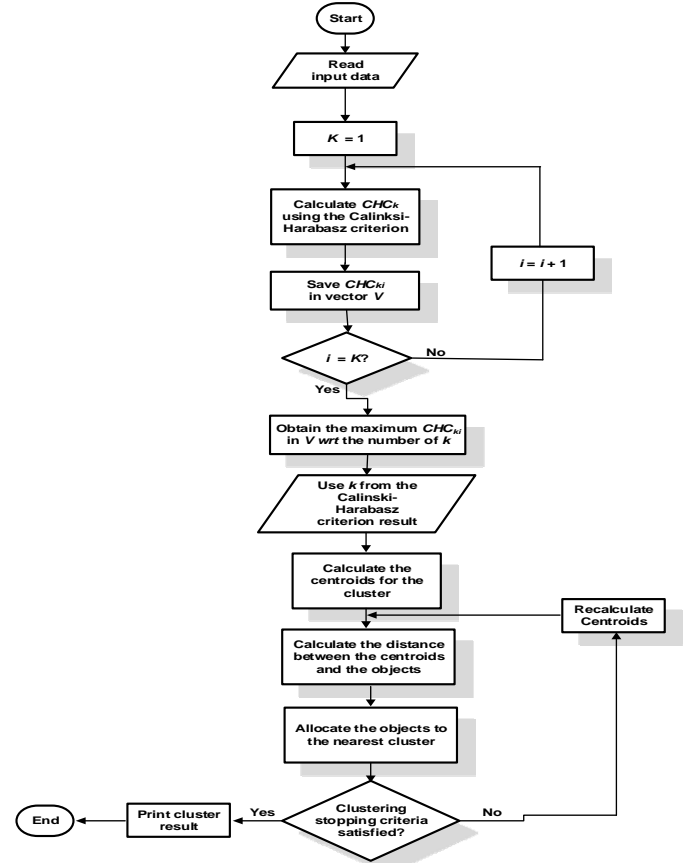 Start
Read
input data
K = 1
Calculate CHCk
using the Calinksi-
Harabasz criterion
i = i + 1
Save CHCki
in vector V
i = K?
No
Yes
Obtain the maximum CHCki
in V wrt the number of k
Use k from the
Calinski-
Harabasz
criterion result
Calculate the
centroids for the
cluster
Recalculate
Centroids
Calculate the distance
between the centroids
and the objects
Allocate the objects to
the nearest cluster
Clustering
stopping criteria
satisfied?
No
Yes
Print cluster
result
End